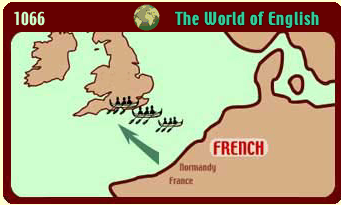 1066
The World of English
FRENCH
Normandy
France